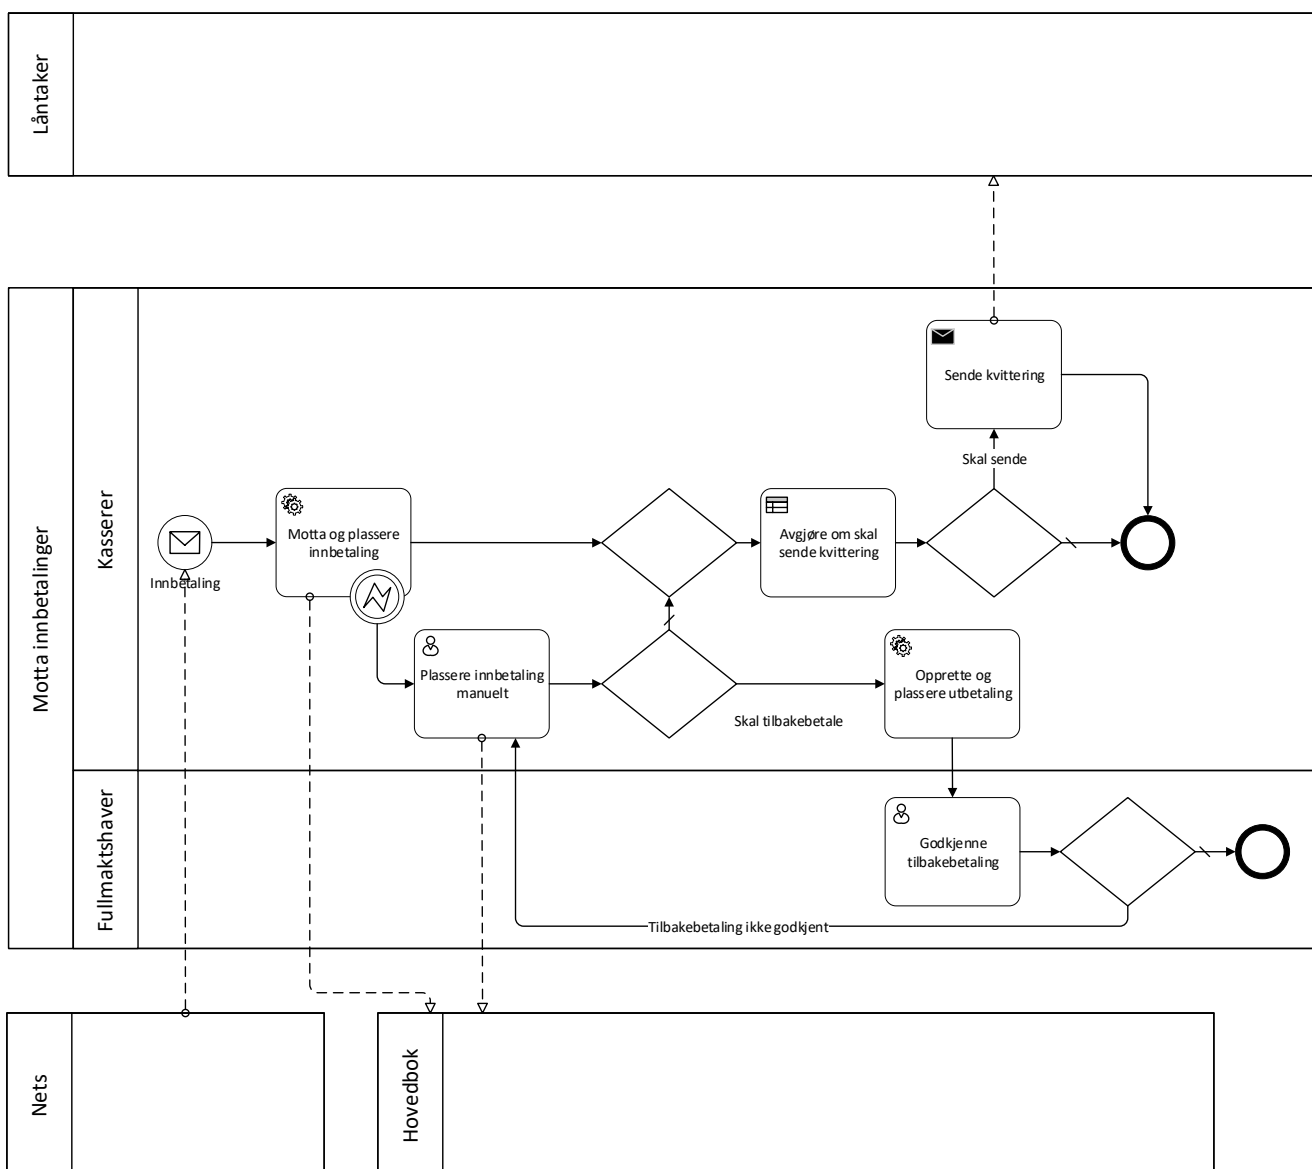 Låntaker
Motta innbetalinger
Kasserer
Sende kvittering
Skal sende
Motta og plassere
innbetaling
Avgjøre om skal
sende kvittering
Innbetaling
Plassere innbetaling
manuelt
Skal tilbakebetale
Opprette og
plassere utbetaling
Fullmaktshaver
Godkjenne
tilbakebetaling
Tilbakebetaling ikke godkjent
Nets
Hovedbok